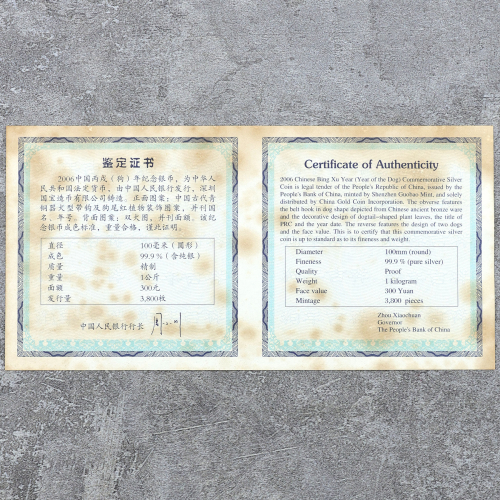 鉴定证书
2006中国丙戌（狗）年纪念银币，为中华人
民共和国法定货币，由中国人民银行发行，深圳
国宝造币有限公司铸造。正面图案：中国古代青
铜器犬型带钩及狗尾红植物装饰图案，并刊国
名、年号。背面图案：双犬图，并刊面额。该纪
念银币成色标准，重量合格，谨此证明。
直径 100毫米（圆形）
成色 99.9%（含纯银）
质量 精制
重量 1公斤
面额 300元
发行量 3,800枚
中国人民银行行长
Certificate of Authenticity
2006 Chinese Bing Xu Year (Year of the Dog) Commemorative Silver
Coin is legal tender of the People's Republic of China, issued by the
People's Bank of China, minted by Shenzhen Guobao Mint, and solely
distributed by China Gold Coin Incorporation. The obverse features
the belt hook in dog shape depicted from Chinese ancient bronze ware
and the decorative design of dogtail-shaped plant leaves, the title of
PRC and the year date. The reverse features the design of two dogs
and the face value. This is to certify that this commemorative silver
coin is up to standard as to its fineness and weight.
Diameter 100mm (round)
Fineness 99.9 % (pure silver)
Quality Proof
Weight 1 kilogram
Face value 300 Yuan
Mintage 3,800 pieces
Zhou Xiaochuan
Governor
The People's Bank of China